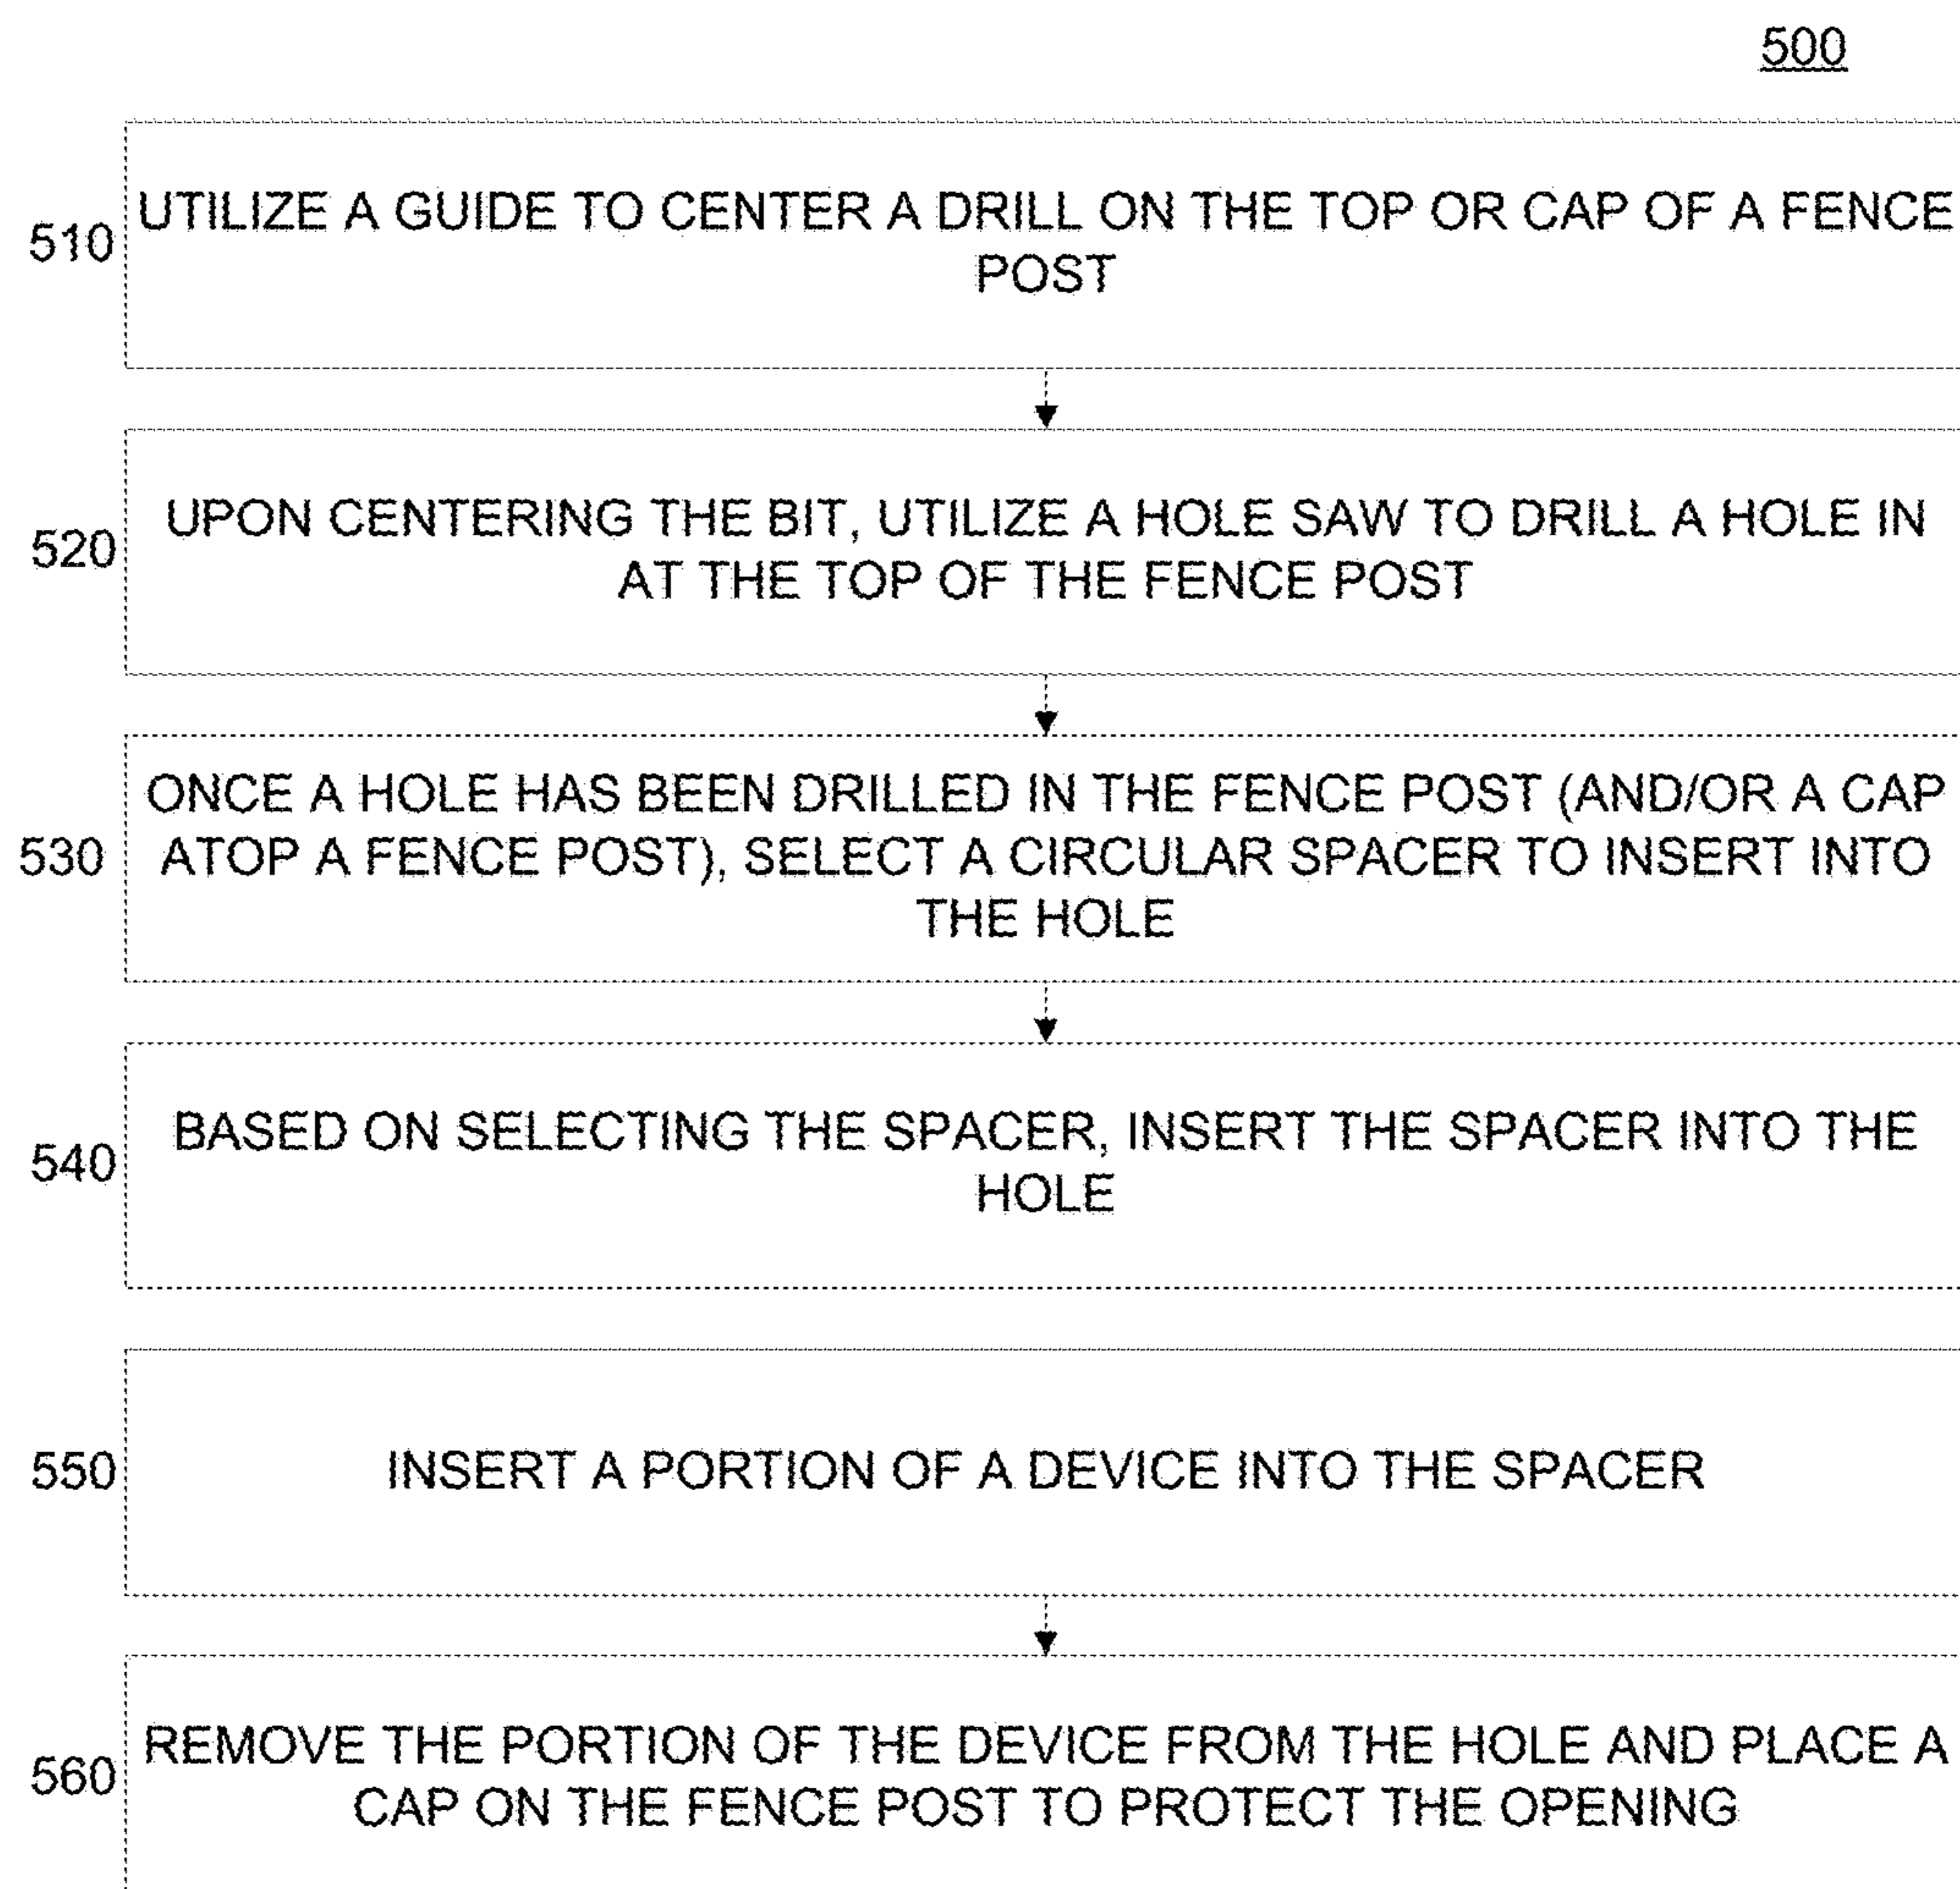 500
510
UTILIZE A GUIDE TO CENTER A DRILL ON THE TOP OR CAP OF A FENCE
POST
520
UPON CENTERING THE BIT, UTILIZE A HOLE SAW TO DRILL A HOLE IN
AT THE TOP OF THE FENCE POST
530
ONCE A HOLE HAS BEEN DRILLED IN THE FENCE POST (AND/OR A CAP
ATOP A FENCE POST), SELECT A CIRCULAR SPACER TO INSERT INTO
THE HOLE
540
BASED ON SELECTING THE SPACER, INSERT THE SPACER INTO THE
HOLE
550
INSERT A PORTION OF A DEVICE INTO THE SPACER
560
REMOVE THE PORTION OF THE DEVICE FROM THE HOLE AND PLACE A
CAP ON THE FENCE POST TO PROTECT THE OPENING